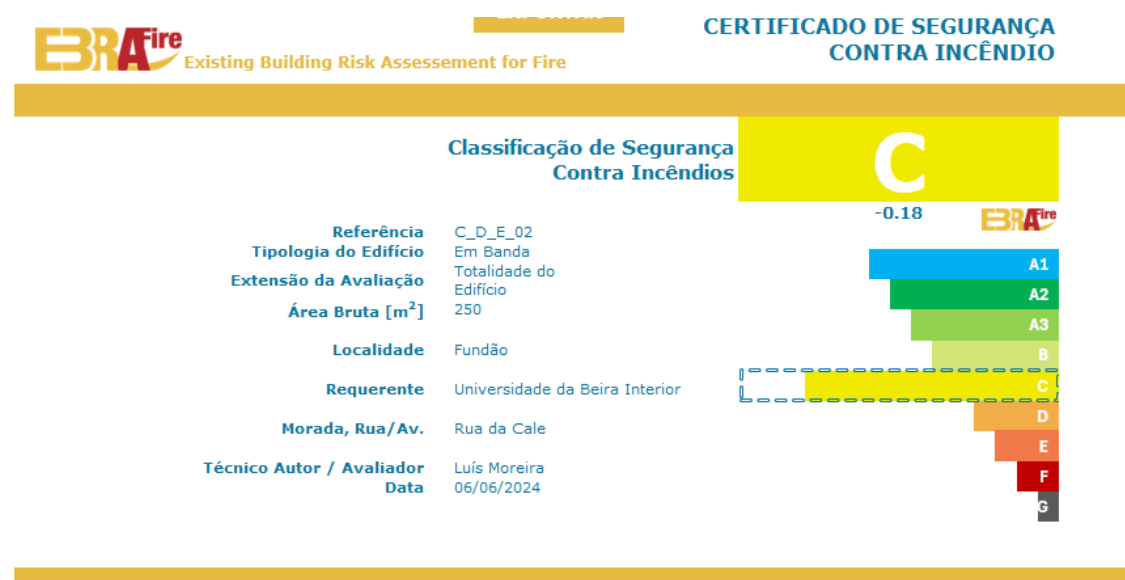 EBRAFire
Existing Building Risk Assessement for Fire
CERTIFICADO DE SEGURANÇA
CONTRA INCÊNDIO
Classificação de Segurança
Contra Incêndios
C
-0.18
EBRAFire
Referência C_D_E_02
Tipologia do Edifício Em Banda
Extensão da Avaliação Totalidade do
Edifício
Área Bruta [m²] 250
Localidade Fundão
Requerente Universidade da Beira Interior
Morada, Rua/Av. Rua da Cale
Técnico Autor / Avaliador Luís Moreira
Data 06/06/2024
A1
A2
A3
B
C
D
E
F
G